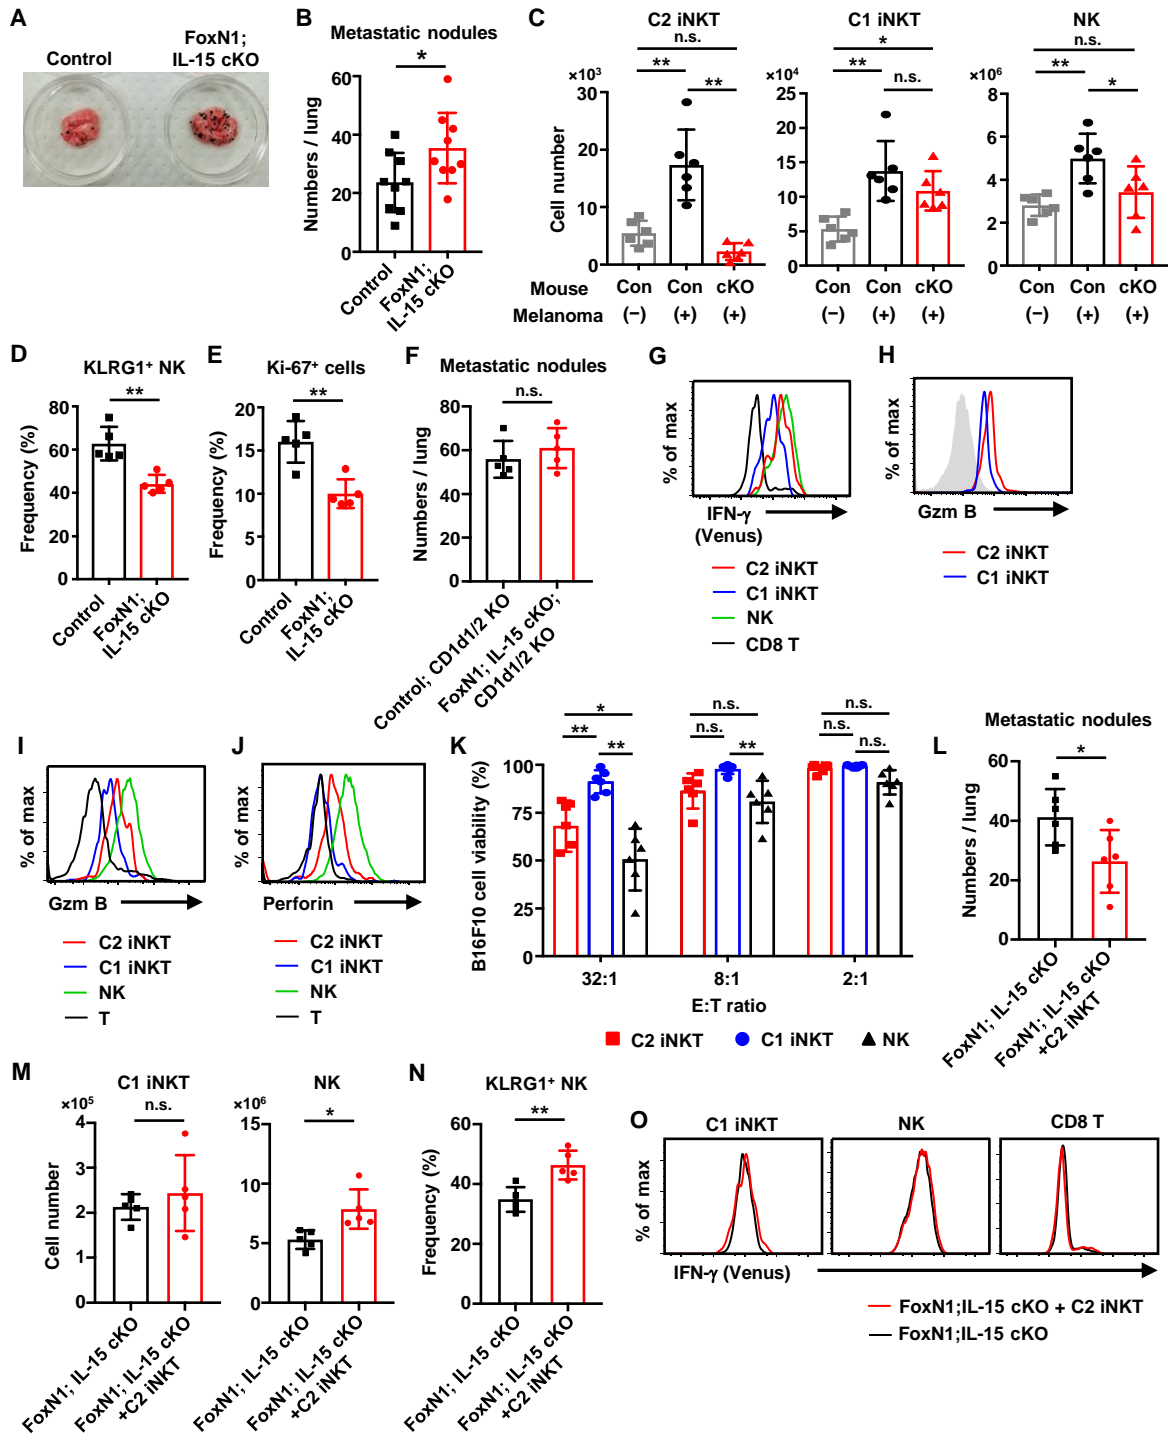 A
Control
FoxN1;
IL-15 cKO
B
Metastatic nodules
*
Numbers / lung
60
40
20
0
Control
FoxN1;
IL-15 cKO
C
C2 iNKT
n.s.
**
**
×10³
Cell number
30
20
10
0
C1 iNKT
*
**
n.s.
×10⁴
25
20
15
10
5
0
NK
n.s.
**
*
×10⁶
8
6
4
2
0
Mouse
Con
Con
cKO
Con
Con
cKO
Con
Con
cKO
Melanoma
(−)
(+)
(+)
(−)
(+)
(+)
(−)
(+)
(+)
D
KLRG1⁺ NK
**
Frequency (%)
80
60
40
20
0
Control
FoxN1;
IL-15 cKO
E
Ki-67⁺ cells
**
Frequency (%)
20
15
10
5
0
Control
FoxN1;
IL-15 cKO
F
Metastatic nodules
n.s.
Numbers / lung
80
60
40
20
0
Control; CD1d1/2 KO
FoxN1; IL-15 cKO;
CD1d1/2 KO
G
% of max
IFN-γ
(Venus)
C2 iNKT
C1 iNKT
NK
CD8 T
H
% of max
Gzm B
C2 iNKT
C1 iNKT
I
% of max
Gzm B
C2 iNKT
C1 iNKT
NK
T
J
% of max
Perforin
C2 iNKT
C1 iNKT
NK
T
K
B16F10 cell viability (%)
100
75
50
25
0
*
**
**
n.s.
n.s.
**
n.s.
n.s.
n.s.
32:1
8:1
2:1
E:T ratio
C2 iNKT
C1 iNKT
NK
L
Metastatic nodules
*
Numbers / lung
60
40
20
0
FoxN1; IL-15 cKO
FoxN1; IL-15 cKO
+C2 iNKT
M
C1 iNKT
n.s.
×10⁵
Cell number
4
3
2
1
0
FoxN1; IL-15 cKO
FoxN1; IL-15 cKO
+C2 iNKT
NK
*
×10⁶
15
10
5
0
FoxN1; IL-15 cKO
FoxN1; IL-15 cKO
+C2 iNKT
N
KLRG1⁺ NK
**
Frequency (%)
60
40
20
0
FoxN1; IL-15 cKO
FoxN1; IL-15 cKO
+C2 iNKT
O
C1 iNKT
NK
CD8 T
% of max
IFN-γ (Venus)
FoxN1;IL-15 cKO + C2 iNKT
FoxN1;IL-15 cKO